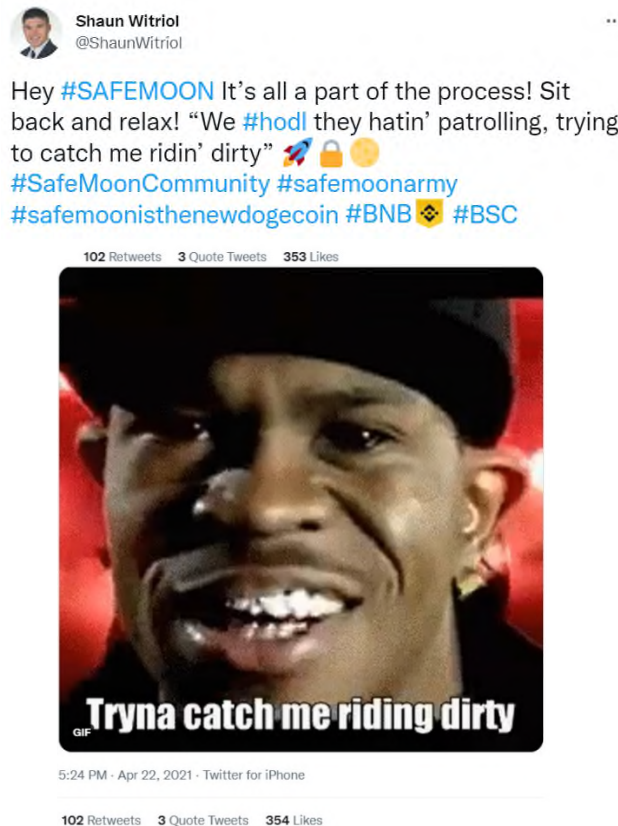 Shaun Witriol
@ShaunWitriol
Hey #SAFEMOON It’s all a part of the process! Sit
back and relax! “We #hodl they hatin’ patrolling, trying
to catch me ridin’ dirty” 🚀🔒🌕
#SafeMoonCommunity #safemoonarmy
#safemoonisthenewdogecoin #BNB #BSC
102 Retweets 3 Quote Tweets 353 Likes
Tryna catch me riding dirty
GIF
5:24 PM · Apr 22, 2021 · Twitter for iPhone
102 Retweets 3 Quote Tweets 354 Likes